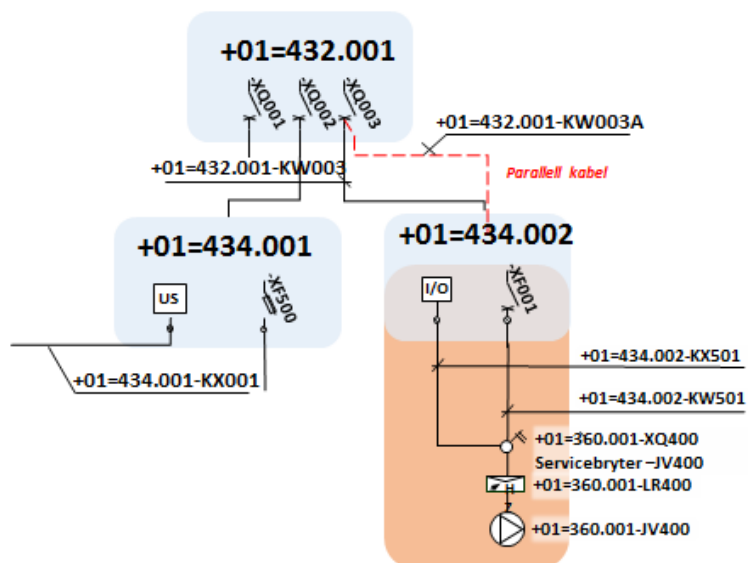 +01=432.001
-XQ001
-XQ002
-XQ003
+01=432.001-KW003A
+01=432.001-KW003
Parallell kabel
+01=434.001
+01=434.002
US
-XF500
I/O
-XF001
+01=434.001-KX001
+01=434.002-KX501
+01=434.002-KW501
+01=360.001-XQ400
Servicebryter –JV400
+01=360.001-LR400
H
Z
+01=360.001-JV400